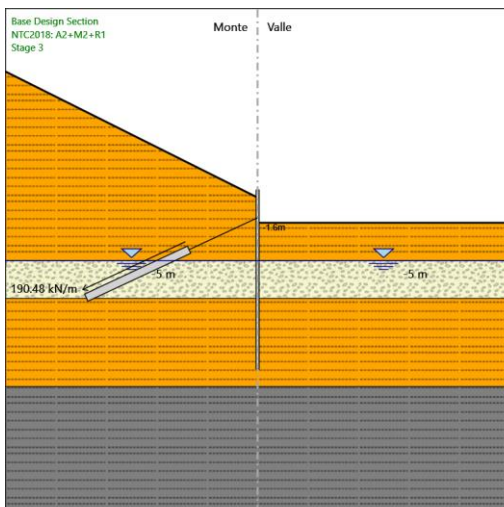 Base Design Section
NTC2018: A2+M2+R1
Stage 3
Monte
Valle
-1.6m
-5 m
-5 m
190.48 kN/m